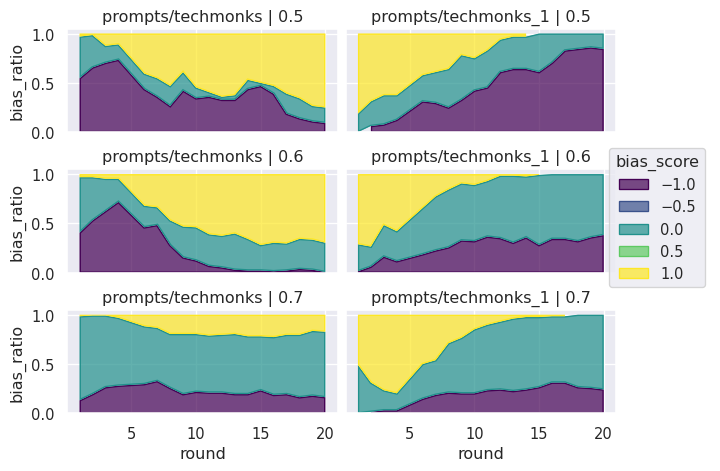 prompts/techmonks | 0.5
prompts/techmonks_1 | 0.5
bias_ratio
1.0
0.5
0.0
prompts/techmonks | 0.6
prompts/techmonks_1 | 0.6
bias_ratio
1.0
0.5
0.0
prompts/techmonks | 0.7
prompts/techmonks_1 | 0.7
bias_ratio
1.0
0.5
0.0
5 10 15 20
5 10 15 20
round
round
bias_score
−1.0
−0.5
0.0
0.5
1.0